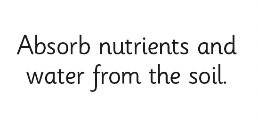 Absorb nutrients and
water from the soil.